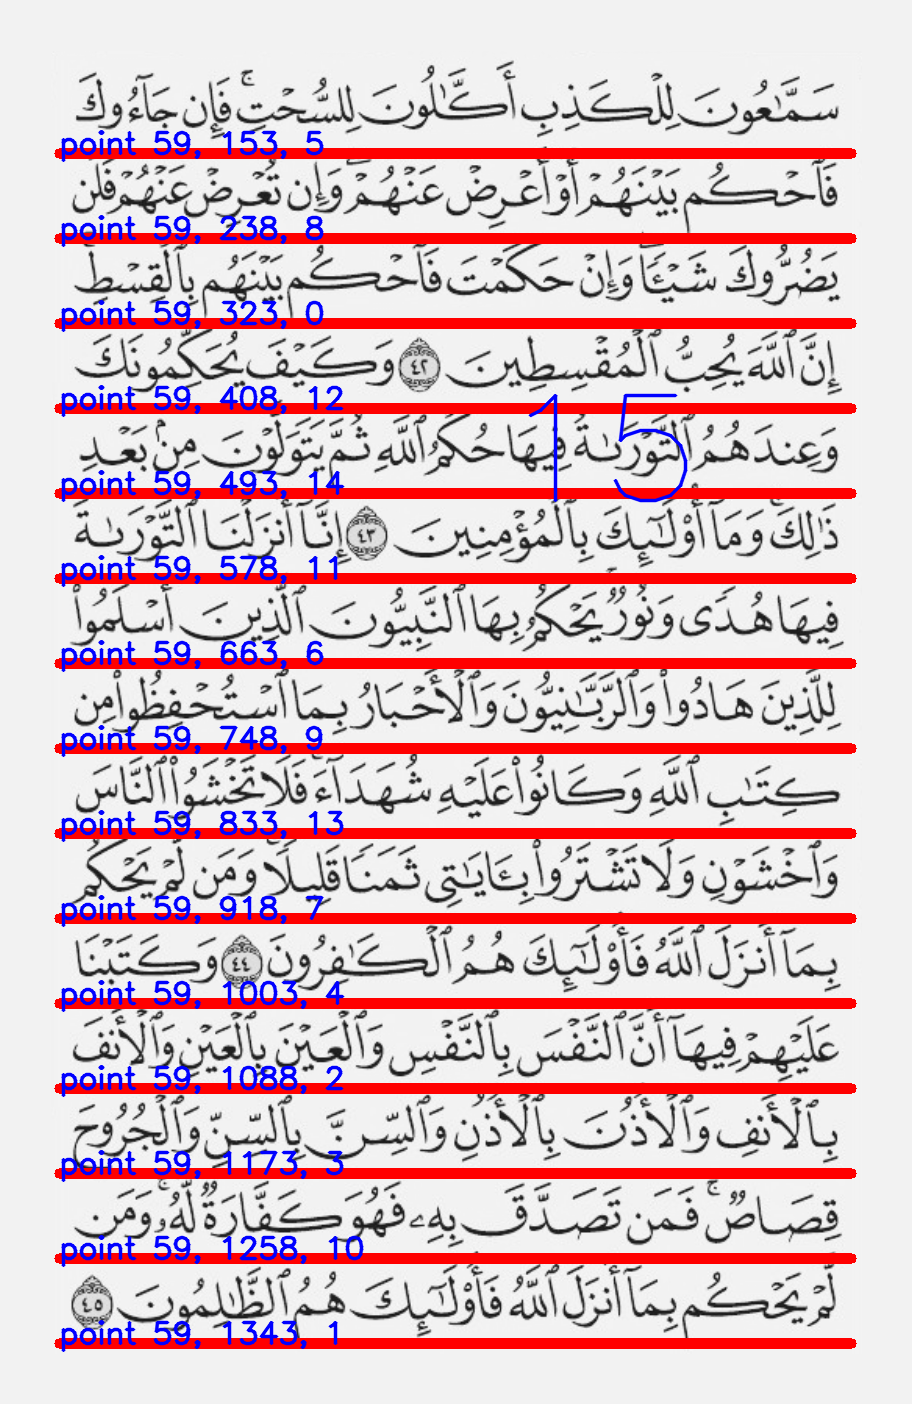 سَمَّٰعُونَ لِلْكَذِبِ أَكَّٰلُونَ لِلسُّحْتِ ۚ فَإِن جَآءُوكَ
point 59, 153, 5
فَٱحْكُم بَيْنَهُمْ أَوْ أَعْرِضْ عَنْهُمْ ۖ وَإِن تُعْرِضْ عَنْهُمْ فَلَن
point 59, 238, 8
يَضُرُّوكَ شَيْـًٔا ۖ وَإِنْ حَكَمْتَ فَٱحْكُم بَيْنَهُم بِٱلْقِسْطِ ۚ
point 59, 323, 0
إِنَّ ٱللَّهَ يُحِبُّ ٱلْمُقْسِطِينَ ٤٢ وَكَيْفَ يُحَكِّمُونَكَ
point 59, 408, 12
وَعِندَهُمُ ٱلتَّوْرَىٰةُ فِيهَا حُكْمُ ٱللَّهِ ثُمَّ يَتَوَلَّوْنَ مِنۢ بَعْدِ
15
point 59, 493, 14
ذَٰلِكَ ۚ وَمَآ أُو۟لَٰٓئِكَ بِٱلْمُؤْمِنِينَ ٤٣ إِنَّآ أَنزَلْنَا ٱلتَّوْرَىٰةَ
point 59, 578, 11
فِيهَا هُدًى وَنُورٌ ۚ يَحْكُمُ بِهَا ٱلنَّبِيُّونَ ٱلَّذِينَ أَسْلَمُوا۟
point 59, 663, 6
لِلَّذِينَ هَادُوا۟ وَٱلرَّبَّٰنِيُّونَ وَٱلْأَحْبَارُ بِمَا ٱسْتُحْفِظُوا۟ مِن
point 59, 748, 9
كِتَٰبِ ٱللَّهِ وَكَانُوا۟ عَلَيْهِ شُهَدَآءَ ۚ فَلَا تَخْشَوُا۟ ٱلنَّاسَ
point 59, 833, 13
وَٱخْشَوْنِ وَلَا تَشْتَرُوا۟ بِـَٔايَٰتِى ثَمَنًا قَلِيلًا ۚ وَمَن لَّمْ يَحْكُم
point 59, 918, 7
بِمَآ أَنزَلَ ٱللَّهُ فَأُو۟لَٰٓئِكَ هُمُ ٱلْكَٰفِرُونَ ٤٤ وَكَتَبْنَا
point 59, 1003, 4
عَلَيْهِمْ فِيهَآ أَنَّ ٱلنَّفْسَ بِٱلنَّفْسِ وَٱلْعَيْنَ بِٱلْعَيْنِ وَٱلْأَنفَ
point 59, 1088, 2
بِٱلْأَنفِ وَٱلْأُذُنَ بِٱلْأُذُنِ وَٱلسِّنَّ بِٱلسِّنِّ وَٱلْجُرُوحَ
point 59, 1173, 3
قِصَاصٌ ۚ فَمَن تَصَدَّقَ بِهِۦ فَهُوَ كَفَّارَةٌ لَّهُۥ ۚ وَمَن
point 59, 1258, 10
لَّمْ يَحْكُم بِمَآ أَنزَلَ ٱللَّهُ فَأُو۟لَٰٓئِكَ هُمُ ٱلظَّٰلِمُونَ ٤٥
point 59, 1343, 1